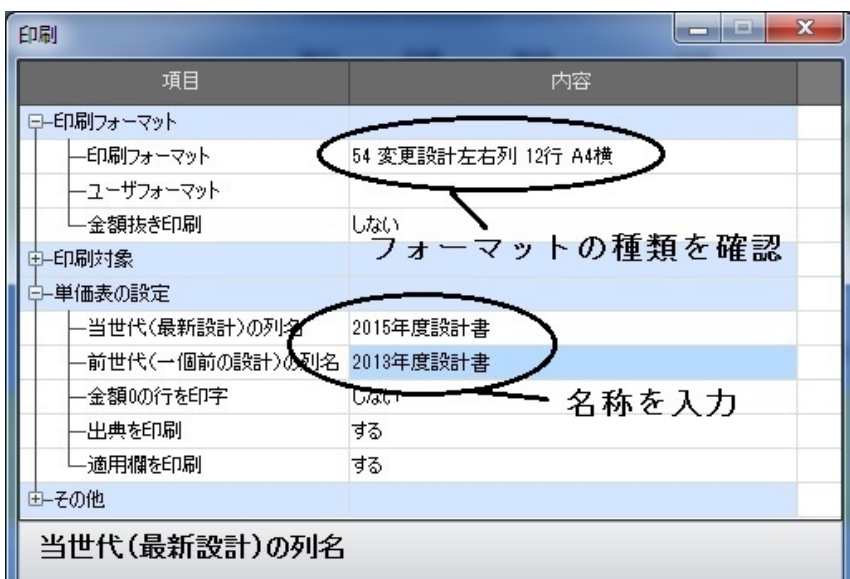 印刷
項目 内容
印刷フォーマット
印刷フォーマット 54 変更設計左右列 12行 A4横
ユーザフォーマット
金額抜き印刷 しない
フォーマットの種類を確認
印刷対象
単価表の設定
当世代(最新設計)の列名 2015年度設計書
前世代(一個前の設計)の列名 2013年度設計書
金額0の行を印字 しない
名称を入力
出典を印刷 する
適用欄を印刷 する
その他
当世代(最新設計)の列名